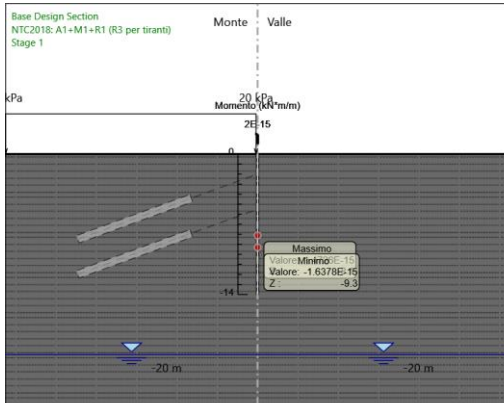 Base Design Section
NTC2018: A1+M1+R1 (R3 per tiranti)
Stage 1
Monte
Valle
kPa
20 kPa
Momento (kN*m/m)
2E-15
0
Massimo
Minimo
Valore: -1.6378E-15
Z : -9.3
-14
-20 m
-20 m